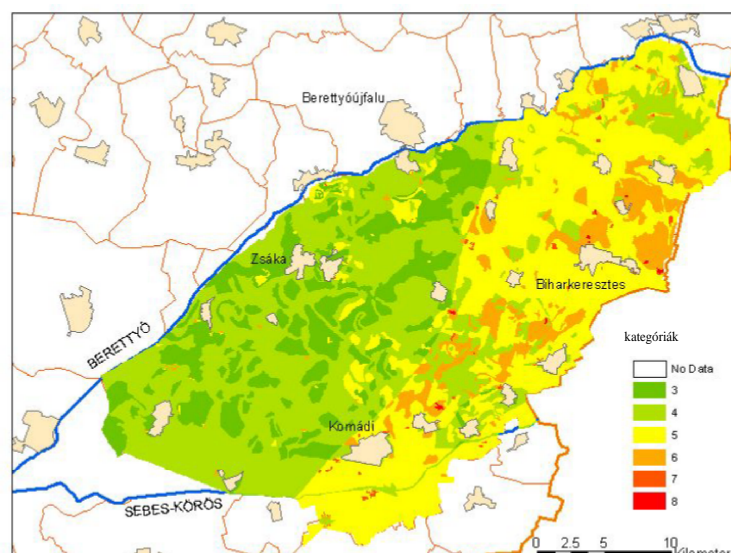 Berettyóújfalu
Zsáka
Biharkeresztes
BERETTYÓ
Komádi
SEBES-KÖRÖS
kategóriák
No Data
3
4
5
6
7
8
0 2.5 5 10
Kilometer